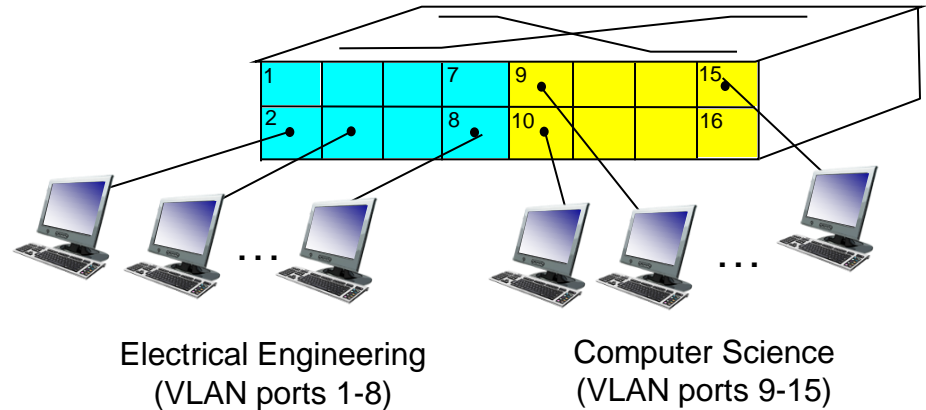 1 7 9 15
2 8 10 16
... ...
Electrical Engineering
(VLAN ports 1-8)
Computer Science
(VLAN ports 9-15)